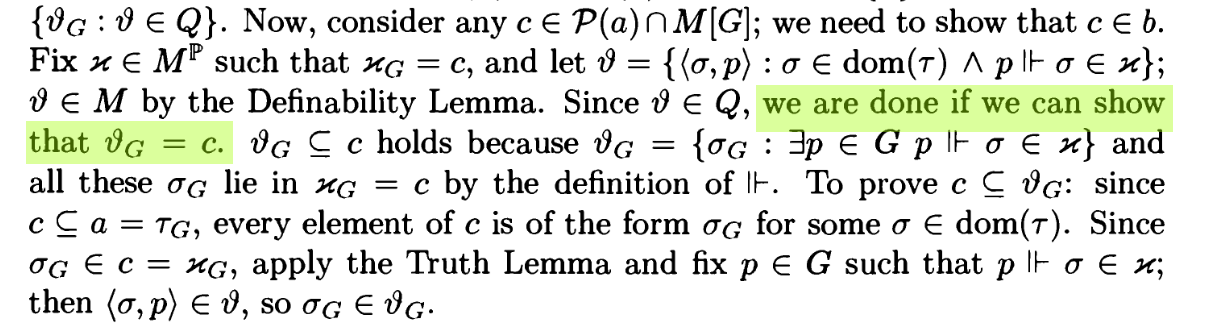 {ϑ_G : ϑ ∈ Q}. Now, consider any c ∈ 𝒫(a) ∩ M[G]; we need to show that c ∈ b.
Fix ϰ ∈ M^ℙ such that ϰ_G = c, and let ϑ = {⟨σ, p⟩ : σ ∈ dom(τ) ∧ p ⊩ σ ∈ ϰ};
ϑ ∈ M by the Definability Lemma. Since ϑ ∈ Q, we are done if we can show
that ϑ_G = c. ϑ_G ⊆ c holds because ϑ_G = {σ_G : ∃p ∈ G p ⊩ σ ∈ ϰ} and
all these σ_G lie in ϰ_G = c by the definition of ⊩. To prove c ⊆ ϑ_G: since
c ⊆ a = τ_G, every element of c is of the form σ_G for some σ ∈ dom(τ). Since
σ_G ∈ c = ϰ_G, apply the Truth Lemma and fix p ∈ G such that p ⊩ σ ∈ ϰ;
then ⟨σ, p⟩ ∈ ϑ, so σ_G ∈ ϑ_G.